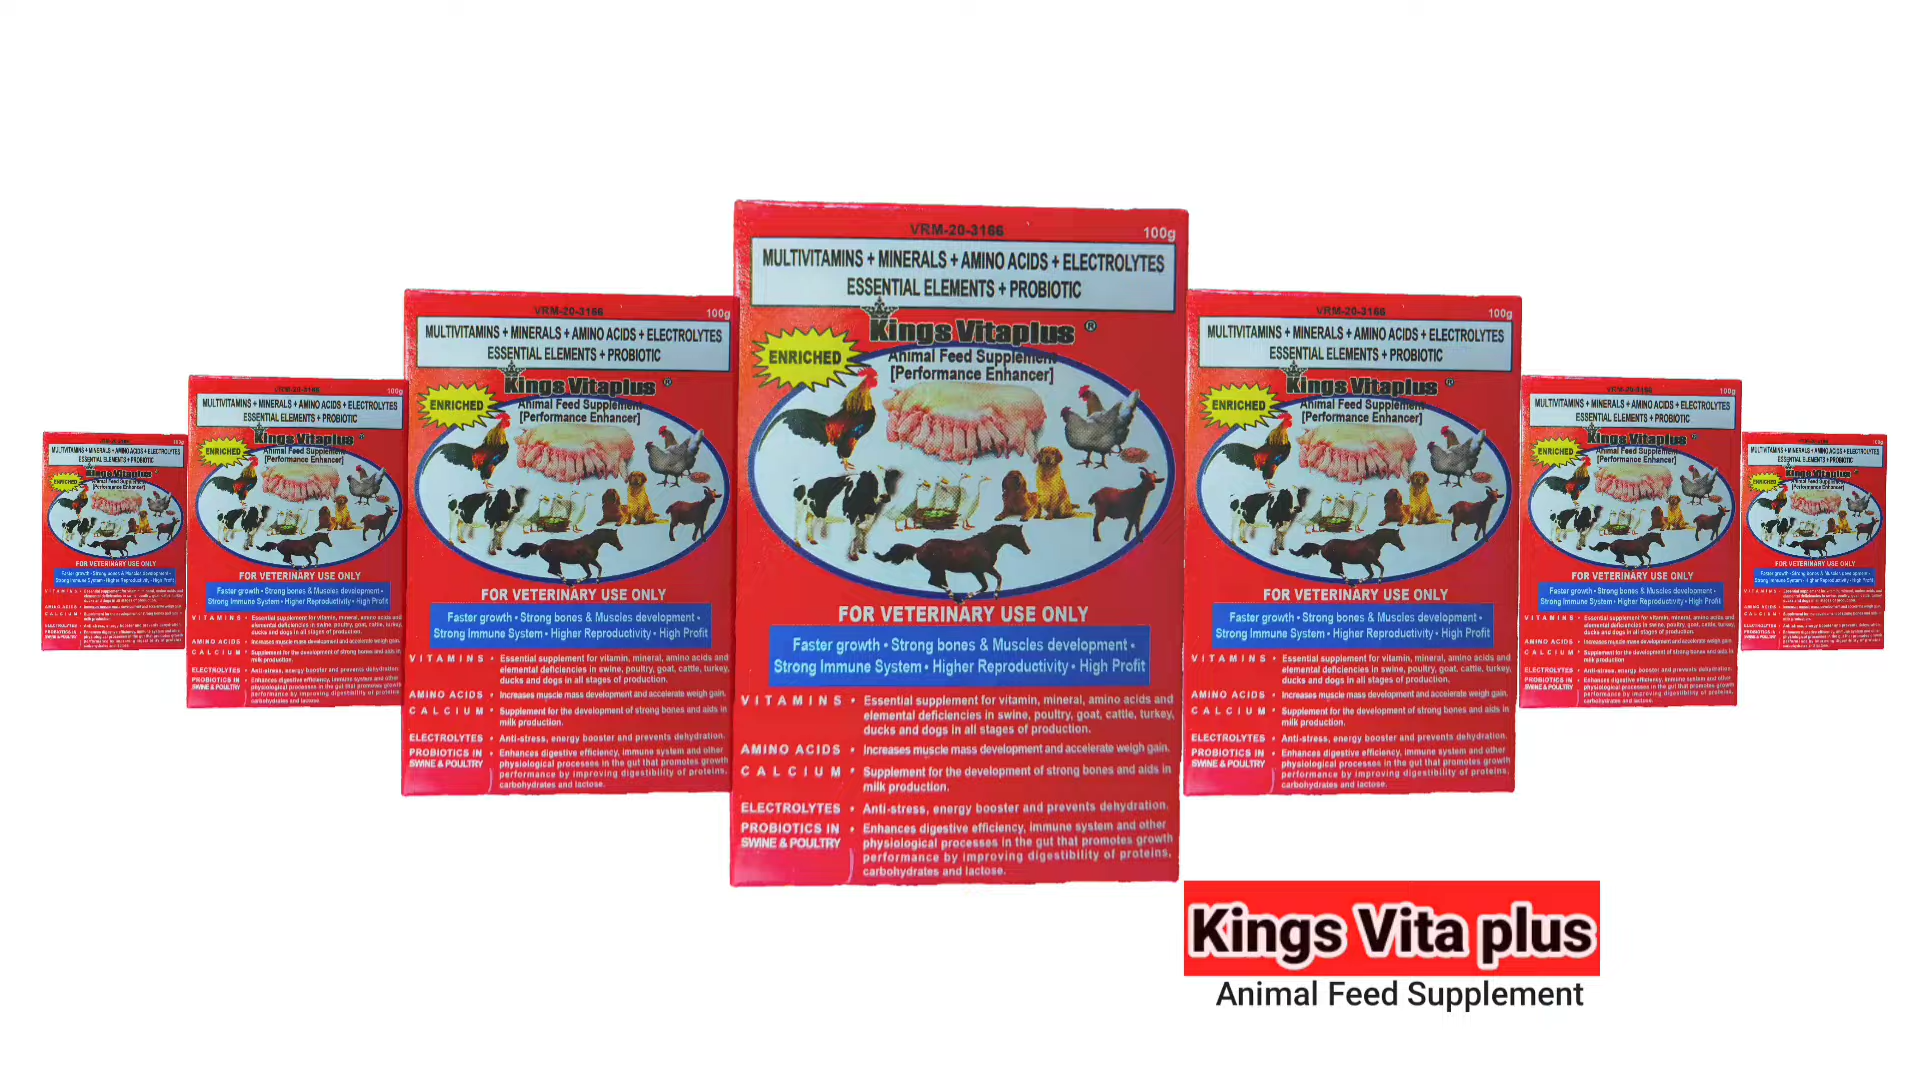 VRM-20-3166
100g
MULTIVITAMINS + MINERALS + AMINO ACIDS + ELECTROLYTES
ESSENTIAL ELEMENTS + PROBIOTIC
Kings Vitaplus ®
ENRICHED
Animal Feed Supplement
[Performance Enhancer]
FOR VETERINARY USE ONLY
Faster growth • Strong bones & Muscles development •
Strong Immune System • Higher Reproductivity • High Profit
VITAMINS • Essential supplement for vitamin, mineral, amino acids and
elemental deficiencies in swine, poultry, goat, cattle, turkey,
ducks and dogs in all stages of production.
AMINO ACIDS • Increases muscle mass development and accelerate weigh gain.
CALCIUM • Supplement for the development of strong bones and aids in
milk production.
ELECTROLYTES • Anti-stress, energy booster and prevents dehydration.
PROBIOTICS IN • Enhances digestive efficiency, immune system and other
SWINE & POULTRY physiological processes in the gut that promotes growth
performance by improving digestibility of proteins,
carbohydrates and lactose.
Kings Vita plus
Animal Feed Supplement